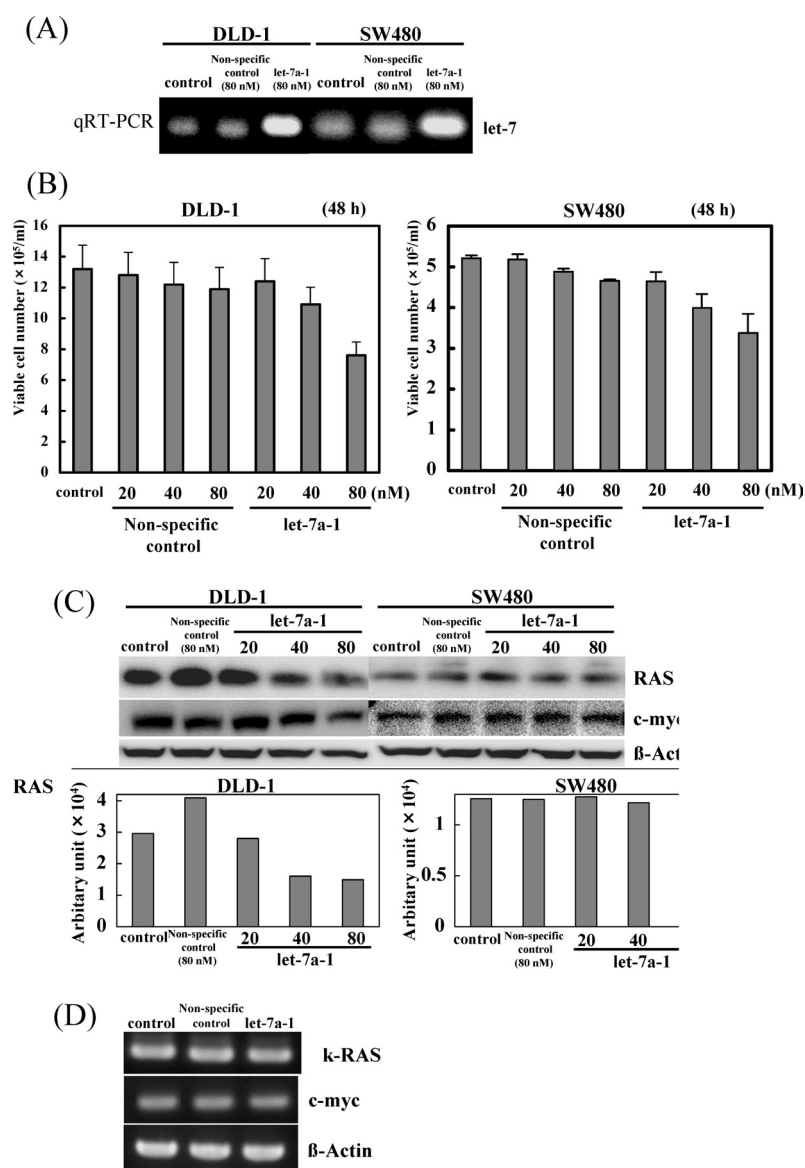 (A)
DLD-1 SW480
control Non-specific control (80 nM) let-7a-1 (80 nM) control Non-specific control (80 nM) let-7a-1 (80 nM)
qRT-PCR let-7
(B)
DLD-1 (48 h)
Viable cell number (×10⁵/ml)
16
14
12
10
8
6
4
2
0
control 20 40 80 20 40 80 (nM)
Non-specific control let-7a-1
SW480 (48 h)
Viable cell number (×10⁵/ml)
6
5
4
3
2
1
0
control 20 40 80 20 40 80 (nM)
Non-specific control let-7a-1
(C)
DLD-1 SW480
control Non-specific control (80 nM) let-7a-1 20 40 80 control Non-specific control (80 nM) let-7a-1 20 40 80
RAS
c-myc
ß-Act
RAS
DLD-1
Arbitary unit (×10⁴)
4
3
2
1
0
control Non-specific control (80 nM) 20 40 80
let-7a-1
SW480
Arbitary unit (×10⁴)
1
0.5
0
control Non-specific control (80 nM) 20 40
let-7a-1
(D)
control Non-specific control let-7a-1
k-RAS
c-myc
ß-Actin